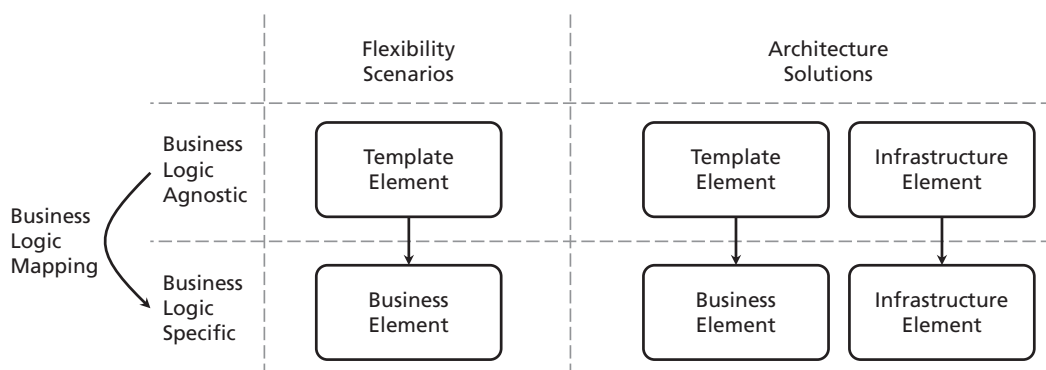 Flexibility
Scenarios
Architecture
Solutions
Business
Logic
Agnostic
Template
Element
Template
Element
Infrastructure
Element
Business
Logic
Mapping
Business
Logic
Specific
Business
Element
Business
Element
Infrastructure
Element